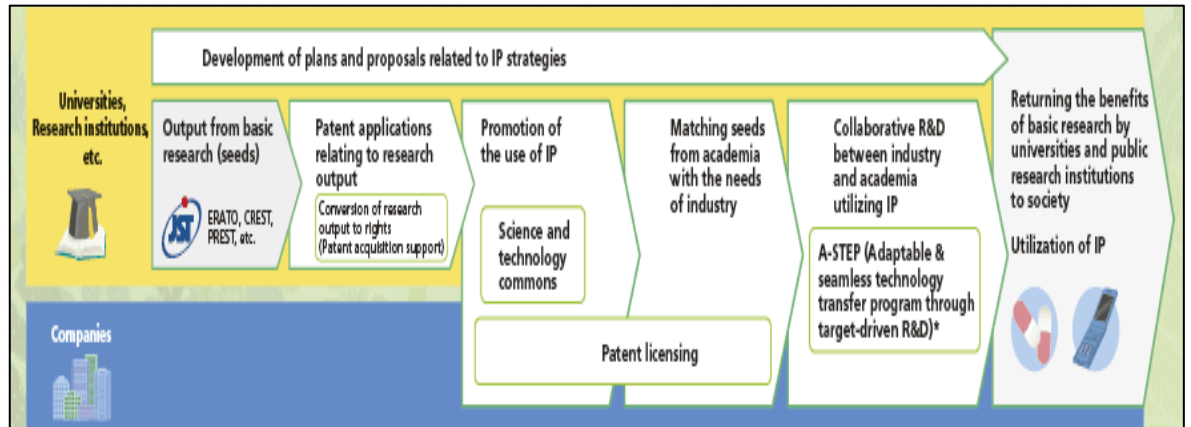 Development of plans and proposals related to IP strategies
Universities,
Research institutions,
etc.
Output from basic
research (seeds)
JST
ERATO, CREST,
PREST, etc.
Patent applications
relating to research
output
Conversion of research
output to rights
(Patent acquisition support)
Promotion of
the use of IP
Science and
technology
commons
Matching seeds
from academia
with the needs
of industry
Collaborative R&D
between industry
and academia
utilizing IP
A-STEP (Adaptable &
seamless technology
transfer program through
target-driven R&D)*
Patent licensing
Returning the benefits
of basic research by
universities and public
research institutions
to society
Utilization of IP
Companies